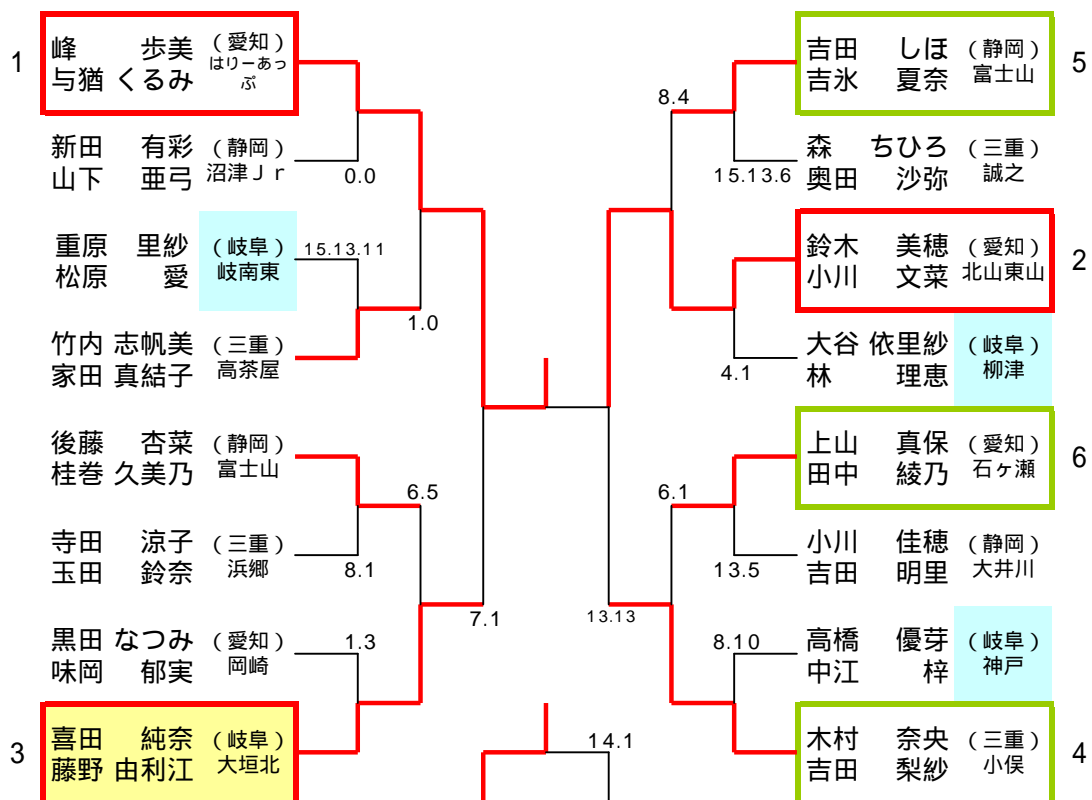 1
峰 歩美
与猶 くるみ
（愛知）
はりーあっ
ぷ
新田 有彩
山下 亜弓
（静岡）
沼津Ｊｒ
0.0
重原 里紗
松原 愛
（岐阜）
岐南東
15.13.11
竹内 志帆美
家田 真結子
（三重）
高茶屋
1.0
後藤 杏菜
桂巻 久美乃
（静岡）
富士山
6.5
寺田 涼子
玉田 鈴奈
（三重）
浜郷
8.1
7.1
黒田 なつみ
味岡 郁実
（愛知）
岡崎
1.3
3
喜田 純奈
藤野 由利江
（岐阜）
大垣北
14.1
吉田 しほ
吉氷 夏奈
（静岡）
富士山
5
8.4
森 ちひろ
奥田 沙弥
（三重）
誠之
15.13.6
鈴木 美穂
小川 文菜
（愛知）
北山東山
2
大谷 依里紗
林 理恵
（岐阜）
柳津
4.1
上山 真保
田中 綾乃
（愛知）
石ヶ瀬
6
6.1
小川 佳穂
吉田 明里
（静岡）
大井川
13.5
13.13
高橋 優芽
中江 梓
（岐阜）
神戸
8.10
木村 奈央
吉田 梨紗
（三重）
小俣
4